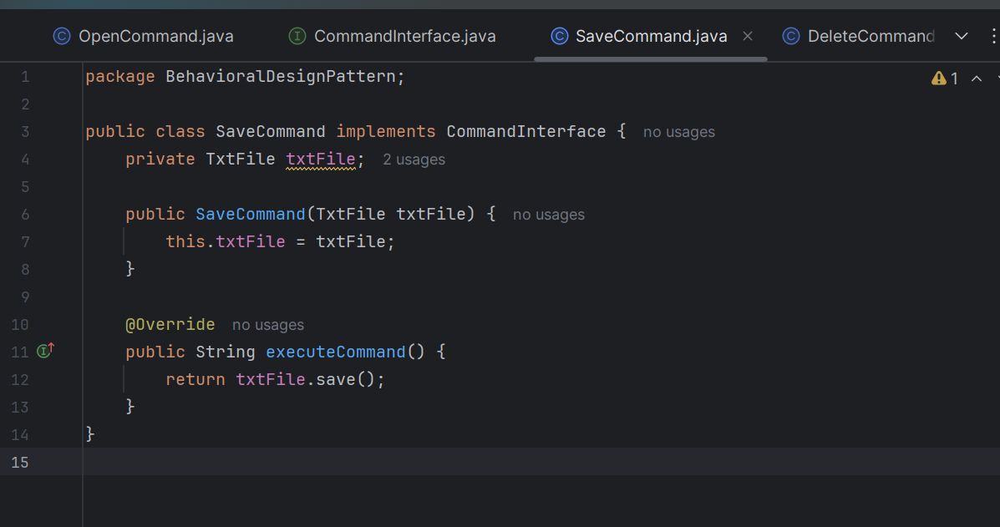 OpenCommand.java CommandInterface.java SaveCommand.java DeleteCommand
1 package BehavioralDesignPattern; 1
2
3 public class SaveCommand implements CommandInterface { no usages
4     private TxtFile txtFile; 2 usages
5
6     public SaveCommand(TxtFile txtFile) { no usages
7         this.txtFile = txtFile;
8     }
9
10     @Override no usages
11     public String executeCommand() {
12         return txtFile.save();
13     }
14 }
15